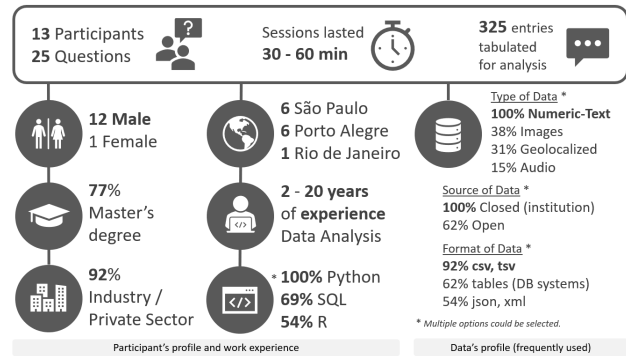 13 Participants
25 Questions
?
Sessions lasted
30 - 60 min
325 entries
tabulated
for analysis
12 Male
1 Female
77%
Master's
degree
92%
Industry /
Private Sector
6 São Paulo
6 Porto Alegre
1 Rio de Janeiro
2 - 20 years
of experience
Data Analysis
</>
* 100% Python
69% SQL
54% R
</>
Type of Data *
100% Numeric-Text
38% Images
31% Geolocalized
15% Audio
Source of Data *
100% Closed (institution)
62% Open
Format of Data *
92% csv, tsv
62% tables (DB systems)
54% json, xml
* Multiple options could be selected.
Participant's profile and work experience
Data's profile (frequently used)